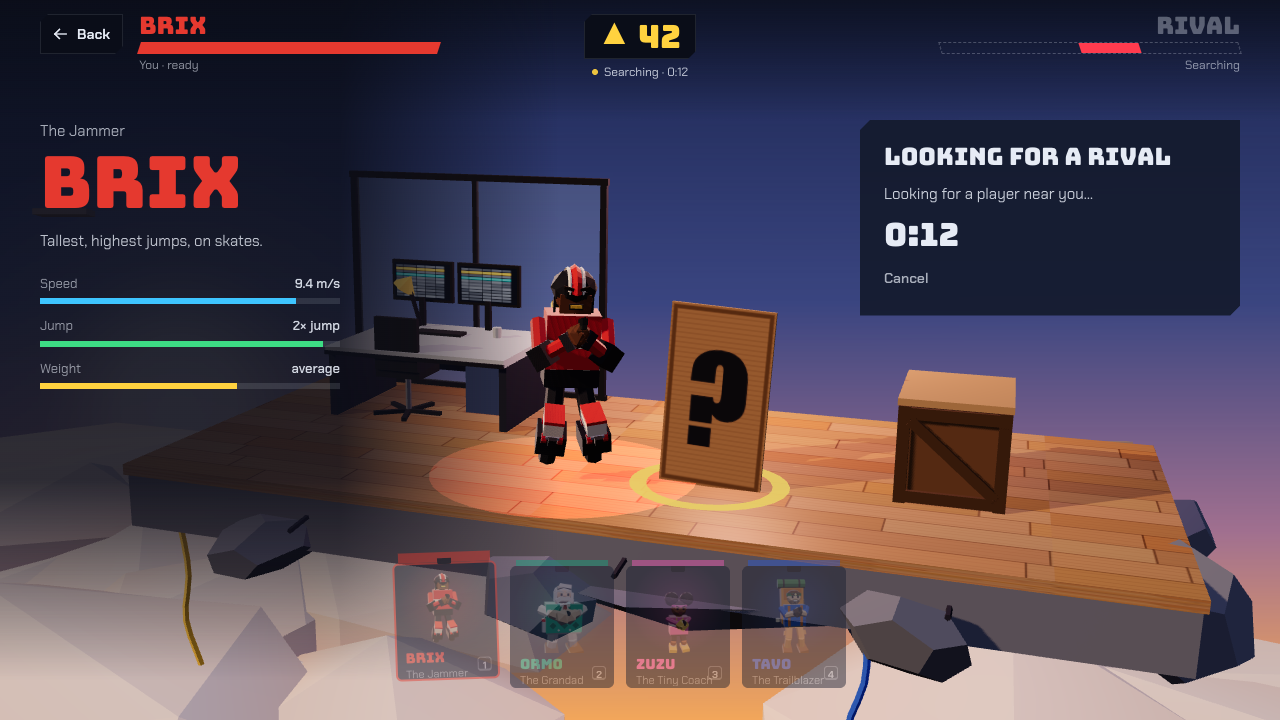 Back
BRIX
You · ready
42
Searching · 0:12
RIVAL
Searching
The Jammer
BRIX
Tallest, highest jumps, on skates.
Speed 9.4 m/s
Jump 2× jump
Weight average
LOOKING FOR A RIVAL
Looking for a player near you...
0:12
Cancel
?
BRIX
The Jammer
1
ORMO
The Grandad
2
ZUZU
The Tiny Coach
3
TAVO
The Trailblazer
4